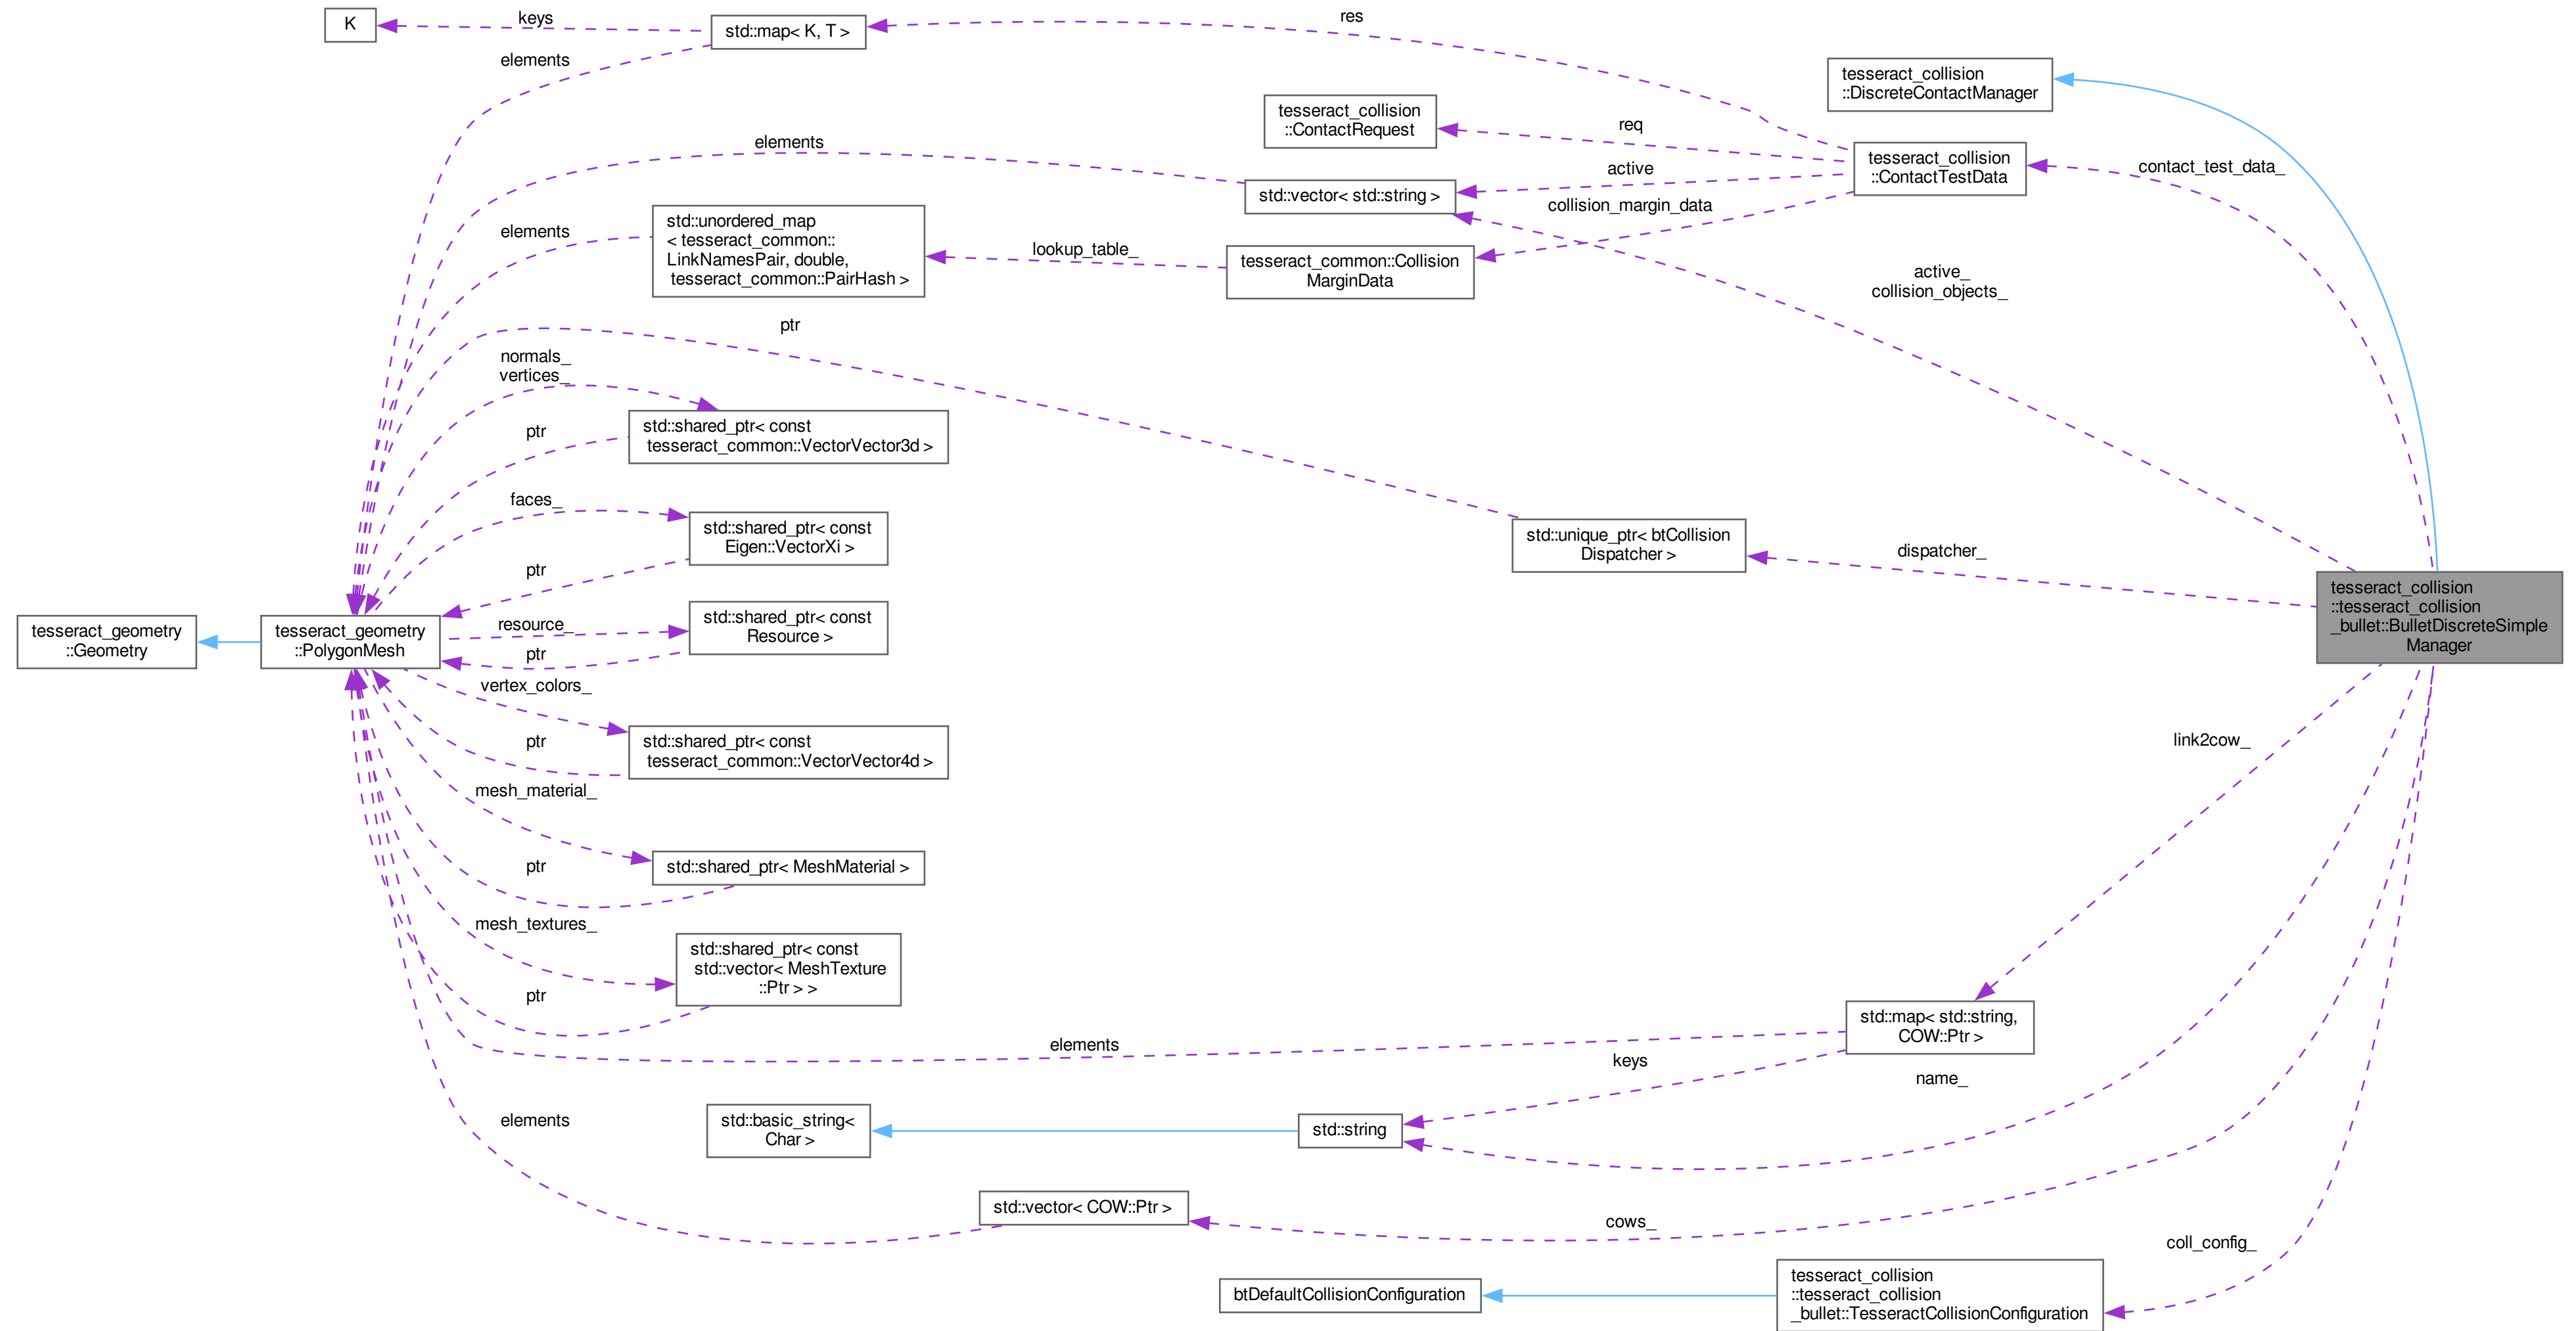 K
keys
std::map< K, T >
res
elements
tesseract_collision
::DiscreteContactManager
tesseract_collision
::ContactRequest
req
elements
tesseract_collision
::ContactTestData
contact_test_data_
active
std::vector< std::string >
collision_margin_data
std::unordered_map
< tesseract_common::
LinkNamesPair, double,
tesseract_common::PairHash >
elements
lookup_table_
tesseract_common::Collision
MarginData
active_
collision_objects_
ptr
normals_
vertices_
std::shared_ptr< const
tesseract_common::VectorVector3d >
ptr
faces_
std::shared_ptr< const
Eigen::VectorXi >
ptr
std::unique_ptr< btCollision
Dispatcher >
dispatcher_
tesseract_collision
::tesseract_collision
_bullet::BulletDiscreteSimple
Manager
tesseract_geometry
::Geometry
tesseract_geometry
::PolygonMesh
resource_
std::shared_ptr< const
Resource >
ptr
vertex_colors_
std::shared_ptr< const
tesseract_common::VectorVector4d >
ptr
link2cow_
mesh_material_
std::shared_ptr< MeshMaterial >
ptr
mesh_textures_
std::shared_ptr< const
std::vector< MeshTexture
::Ptr > >
ptr
std::map< std::string,
COW::Ptr >
elements
keys
name_
std::basic_string<
Char >
std::string
elements
std::vector< COW::Ptr >
cows_
coll_config_
btDefaultCollisionConfiguration
tesseract_collision
::tesseract_collision
_bullet::TesseractCollisionConfiguration